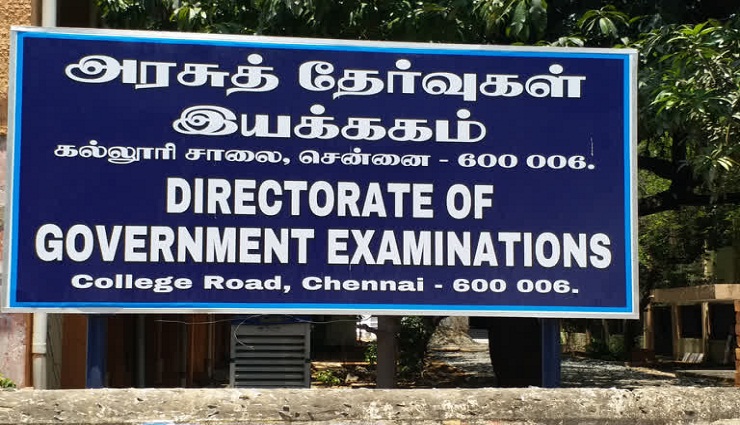 அரசுத் தேர்வுகள்
இயக்ககம்
கல்லூரி சாலை, சென்னை - 600 006.
DIRECTORATE OF
GOVERNMENT EXAMINATIONS
College Road, Chennai - 600 006.